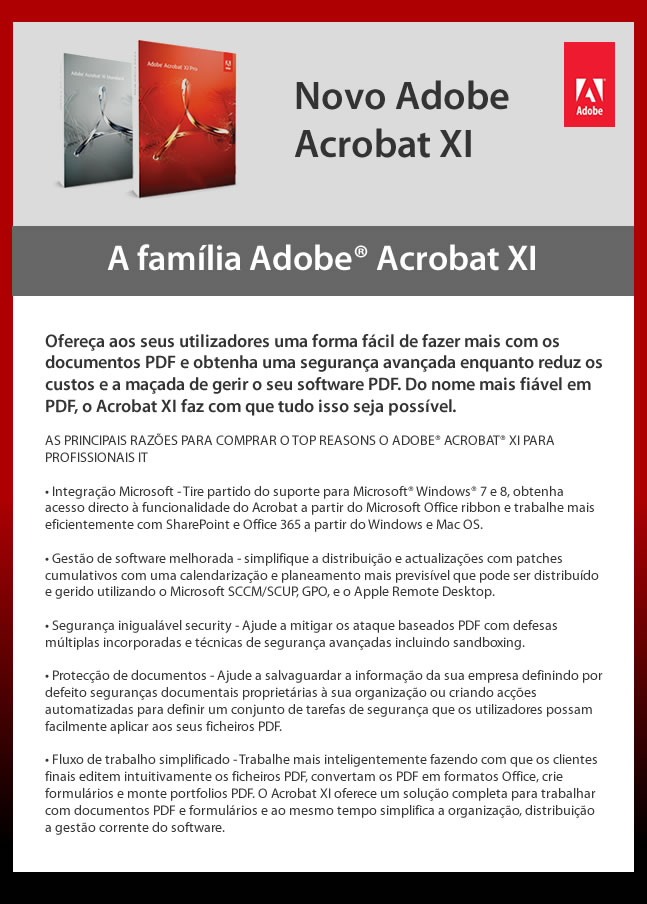 Adobe® Acrobat® XI Standard
Adobe® Acrobat® XI Pro
Adobe
Novo Adobe
Acrobat XI
Adobe
A família Adobe® Acrobat XI
Ofereça aos seus utilizadores uma forma fácil de fazer mais com os
documentos PDF e obtenha uma segurança avançada enquanto reduz os
custos e a maçada de gerir o seu software PDF. Do nome mais fiável em
PDF, o Acrobat XI faz com que tudo isso seja possível.
AS PRINCIPAIS RAZÕES PARA COMPRAR O TOP REASONS O ADOBE® ACROBAT® XI PARA
PROFISSIONAIS IT
• Integração Microsoft - Tire partido do suporte para Microsoft® Windows® 7 e 8, obtenha
acesso directo à funcionalidade do Acrobat a partir do Microsoft Office ribbon e trabalhe mais
eficientemente com SharePoint e Office 365 a partir do Windows e Mac OS.
• Gestão de software melhorada - simplifique a distribuição e actualizações com patches
cumulativos com uma calendarização e planeamento mais previsível que pode ser distribuído
e gerido utilizando o Microsoft SCCM/SCUP, GPO, e o Apple Remote Desktop.
• Segurança inigualável security - Ajude a mitigar os ataque baseados PDF com defesas
múltiplas incorporadas e técnicas de segurança avançadas incluindo sandboxing.
• Protecção de documentos - Ajude a salvaguardar a informação da sua empresa definindo por
defeito seguranças documentais proprietárias à sua organização ou criando acções
automatizadas para definir um conjunto de tarefas de segurança que os utilizadores possam
facilmente aplicar aos seus ficheiros PDF.
• Fluxo de trabalho simplificado - Trabalhe mais inteligentemente fazendo com que os clientes
finais editem intuitivamente os ficheiros PDF, convertam os PDF em formatos Office, crie
formulários e monte portfolios PDF. O Acrobat XI oferece um solução completa para trabalhar
com documentos PDF e formulários e ao mesmo tempo simplifica a organização, distribuição
a gestão corrente do software.